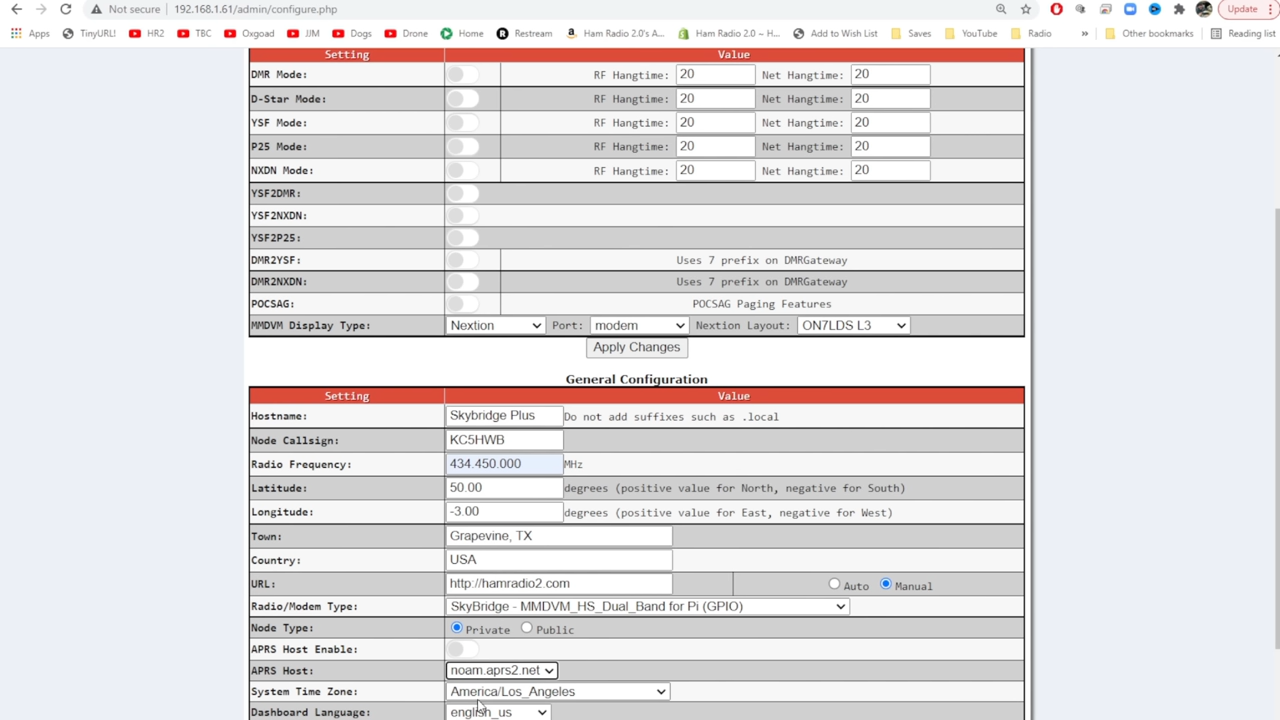 Not secure 192.168.1.61/admin/configure.php Update
Apps TinyURL! HR2 TBC Oxgoad JJM Dogs Drone Home Restream Ham Radio 2.0's A... Ham Radio 2.0 – H... Add to Wish List Saves YouTube Radio » Other bookmarks Reading list
Setting Value
DMR Mode: RF Hangtime: 20 Net Hangtime: 20
D-Star Mode: RF Hangtime: 20 Net Hangtime: 20
YSF Mode: RF Hangtime: 20 Net Hangtime: 20
P25 Mode: RF Hangtime: 20 Net Hangtime: 20
NXDN Mode: RF Hangtime: 20 Net Hangtime: 20
YSF2DMR:
YSF2NXDN:
YSF2P25:
DMR2YSF: Uses 7 prefix on DMRGateway
DMR2NXDN: Uses 7 prefix on DMRGateway
POCSAG: POCSAG Paging Features
MMDVM Display Type: Nextion Port: modem Nextion Layout: ON7LDS L3
Apply Changes
General Configuration
Setting Value
Hostname: Skybridge Plus Do not add suffixes such as .local
Node Callsign: KC5HWB
Radio Frequency: 434.450.000 MHz
Latitude: 50.00 degrees (positive value for North, negative for South)
Longitude: -3.00 degrees (positive value for East, negative for West)
Town: Grapevine, TX
Country: USA
URL: http://hamradio2.com Auto Manual
Radio/Modem Type: SkyBridge - MMDVM_HS_Dual_Band for Pi (GPIO)
Node Type: Private Public
APRS Host Enable:
APRS Host: noam.aprs2.net
System Time Zone: America/Los_Angeles
Dashboard Language: english_us